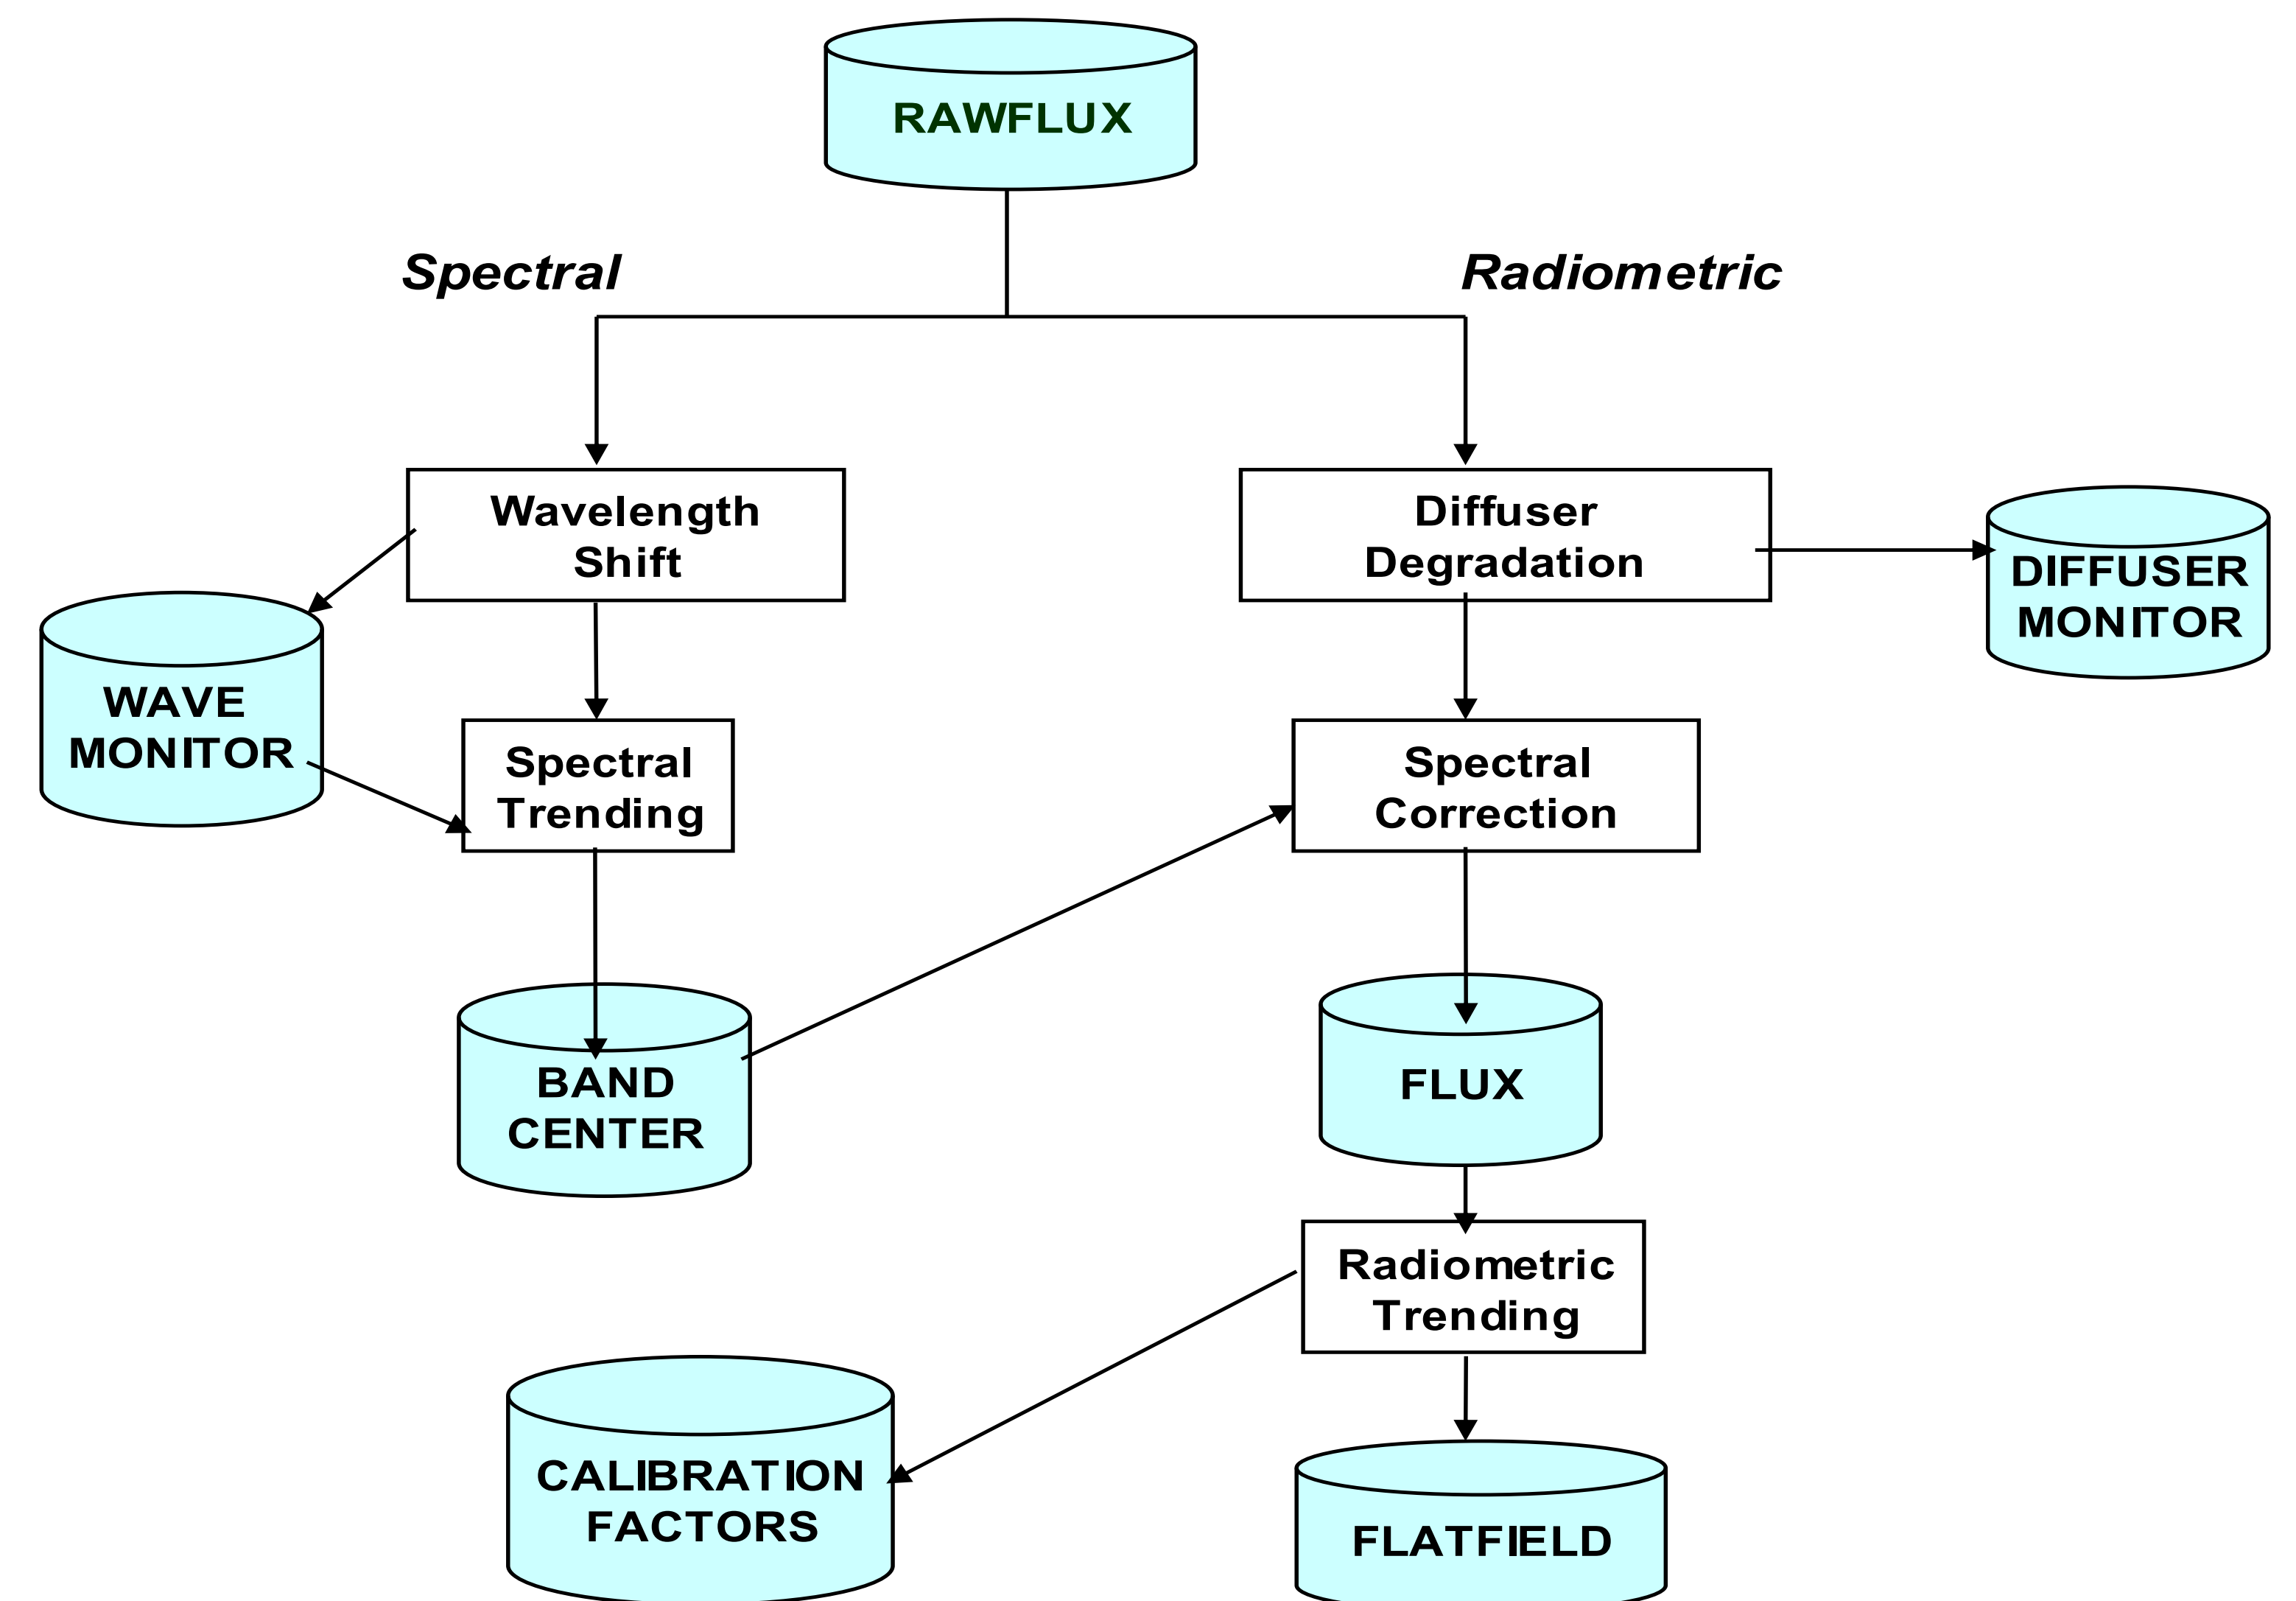 RAWFLUX
Spectral
Radiometric
Wavelength
Shift
Diffuser
Degradation
DIFFUSER
MONITOR
WAVE
MONITOR
Spectral
Trending
Spectral
Correction
BAND
CENTER
FLUX
Radiometric
Trending
CALIBRATION
FACTORS
FLATFIELD